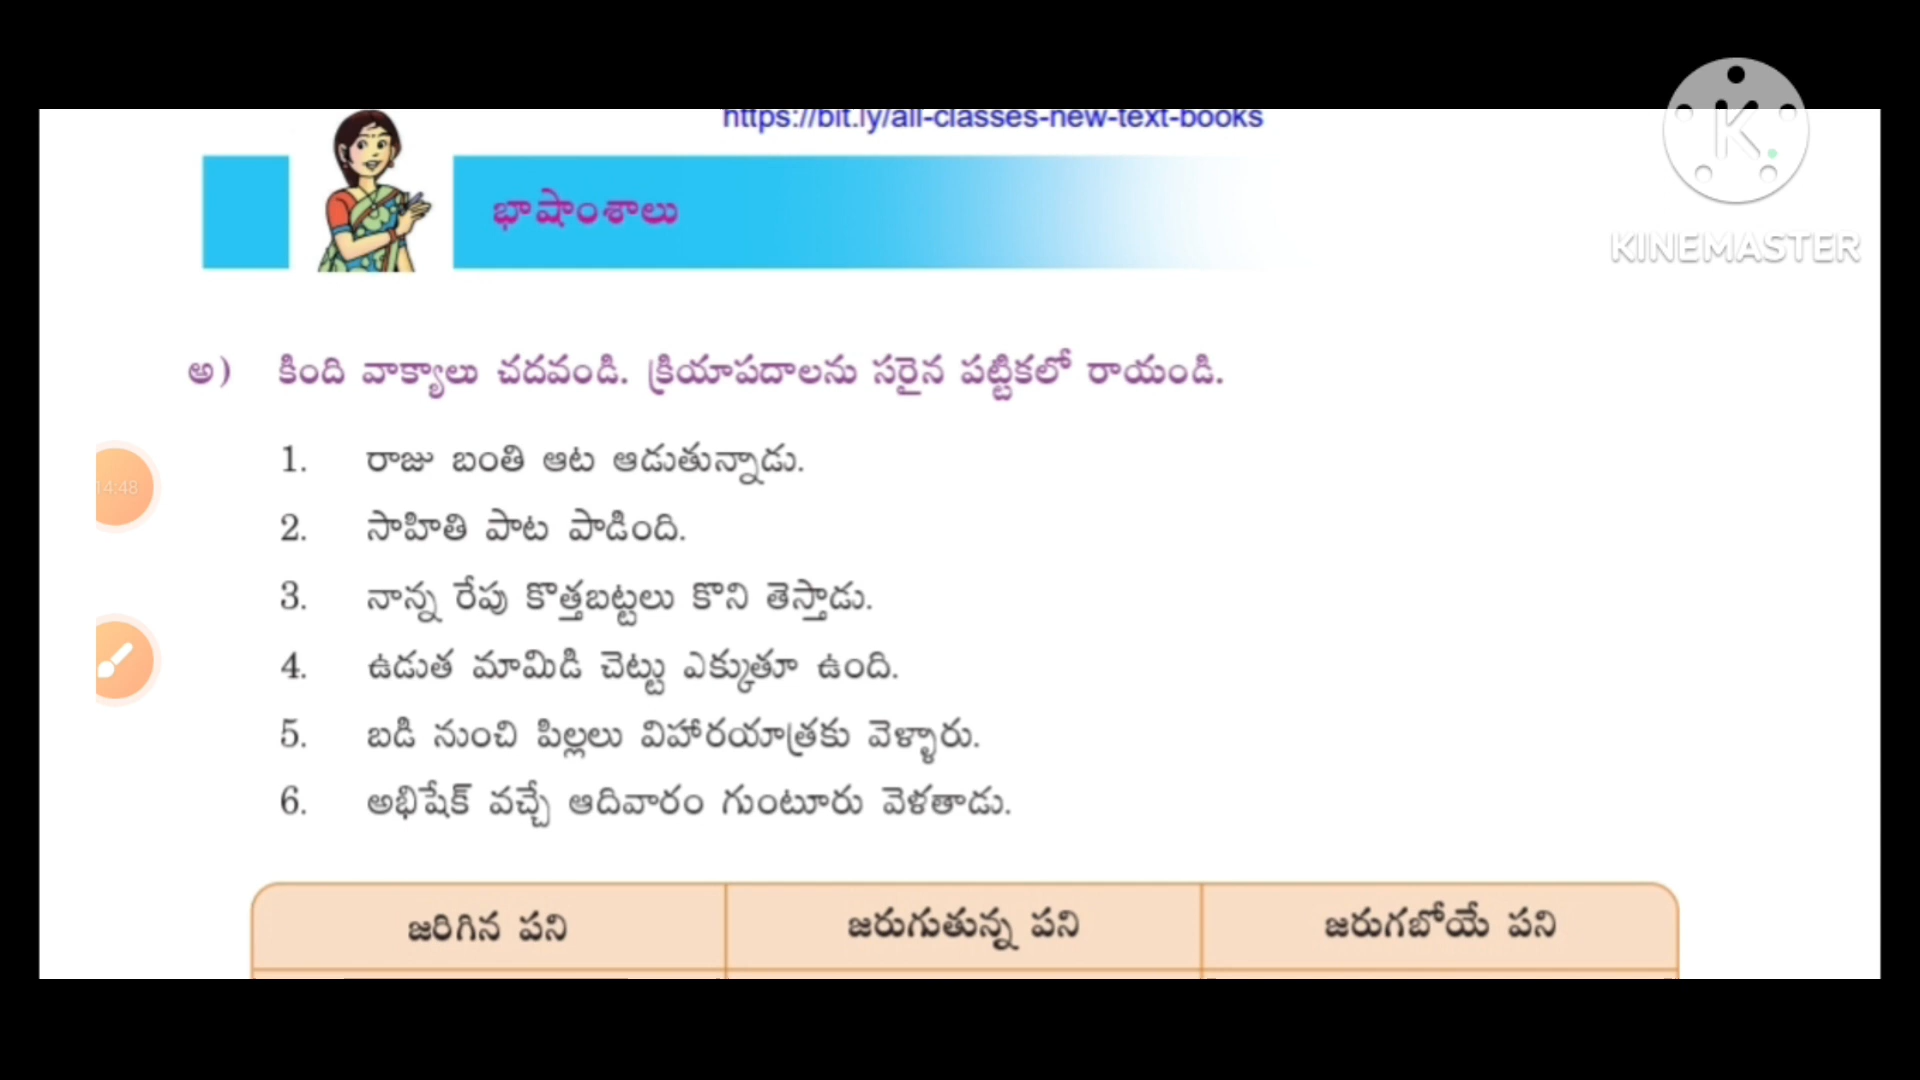 https://bit.ly/all-classes-new-text-books
KINEMASTER
భాషాంశాలు
అ) కింది వాక్యాలు చదవండి. క్రియాపదాలను సరైన పట్టికలో రాయండి.
14:48
1. రాజు బంతి ఆట ఆడుతున్నాడు.
2. సాహితి పాట పాడింది.
3. నాన్న రేపు కొత్తబట్టలు కొని తెస్తాడు.
4. ఉడుత మామిడి చెట్టు ఎక్కుతూ ఉంది.
5. బడి నుంచి పిల్లలు విహారయాత్రకు వెళ్ళారు.
6. అభిషేక్ వచ్చే ఆదివారం గుంటూరు వెళతాడు.
జరిగిన పని జరుగుతున్న పని జరుగబోయే పని